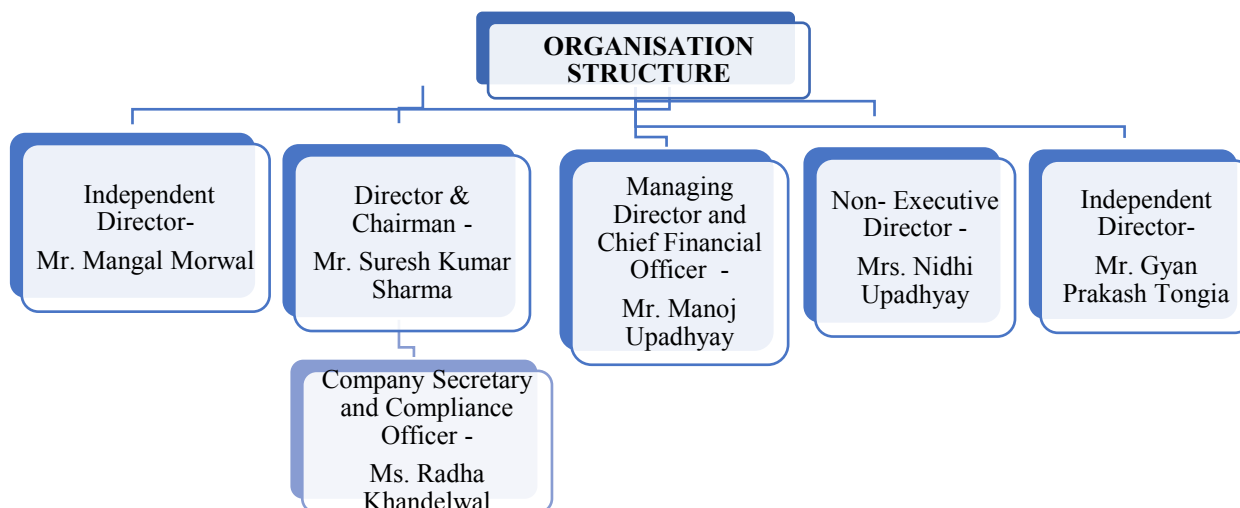 ORGANISATION
STRUCTURE
Independent
Director-
Mr. Mangal Morwal
Director &
Chairman -
Mr. Suresh Kumar
Sharma
Managing
Director and
Chief Financial
Officer -
Mr. Manoj
Upadhyay
Non- Executive
Director -
Mrs. Nidhi
Upadhyay
Independent
Director-
Mr. Gyan
Prakash Tongia
Company Secretary
and Compliance
Officer -
Ms. Radha
Khandelwal